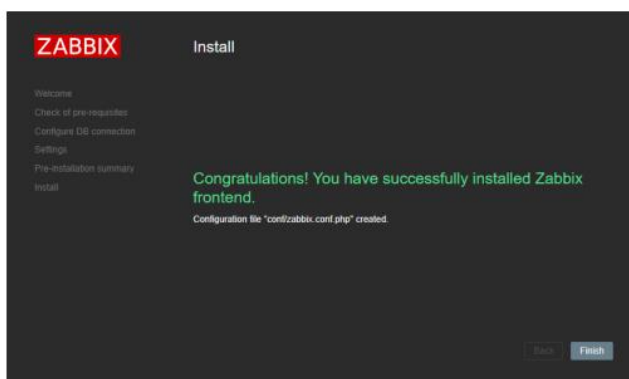 ZABBIX
Install
Welcome
Check of pre-requisites
Configure DB connection
Settings
Pre-installation summary
Install
Congratulations! You have successfully installed Zabbix
frontend.
Configuration file "conf/zabbix.conf.php" created.
Back
Finish